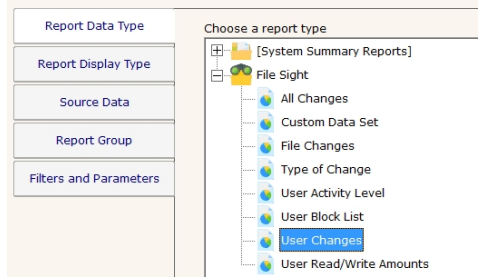 Report Data Type
Report Display Type
Source Data
Report Group
Filters and Parameters
Choose a report type
[System Summary Reports]
File Sight
All Changes
Custom Data Set
File Changes
Type of Change
User Activity Level
User Block List
User Changes
User Read/Write Amounts